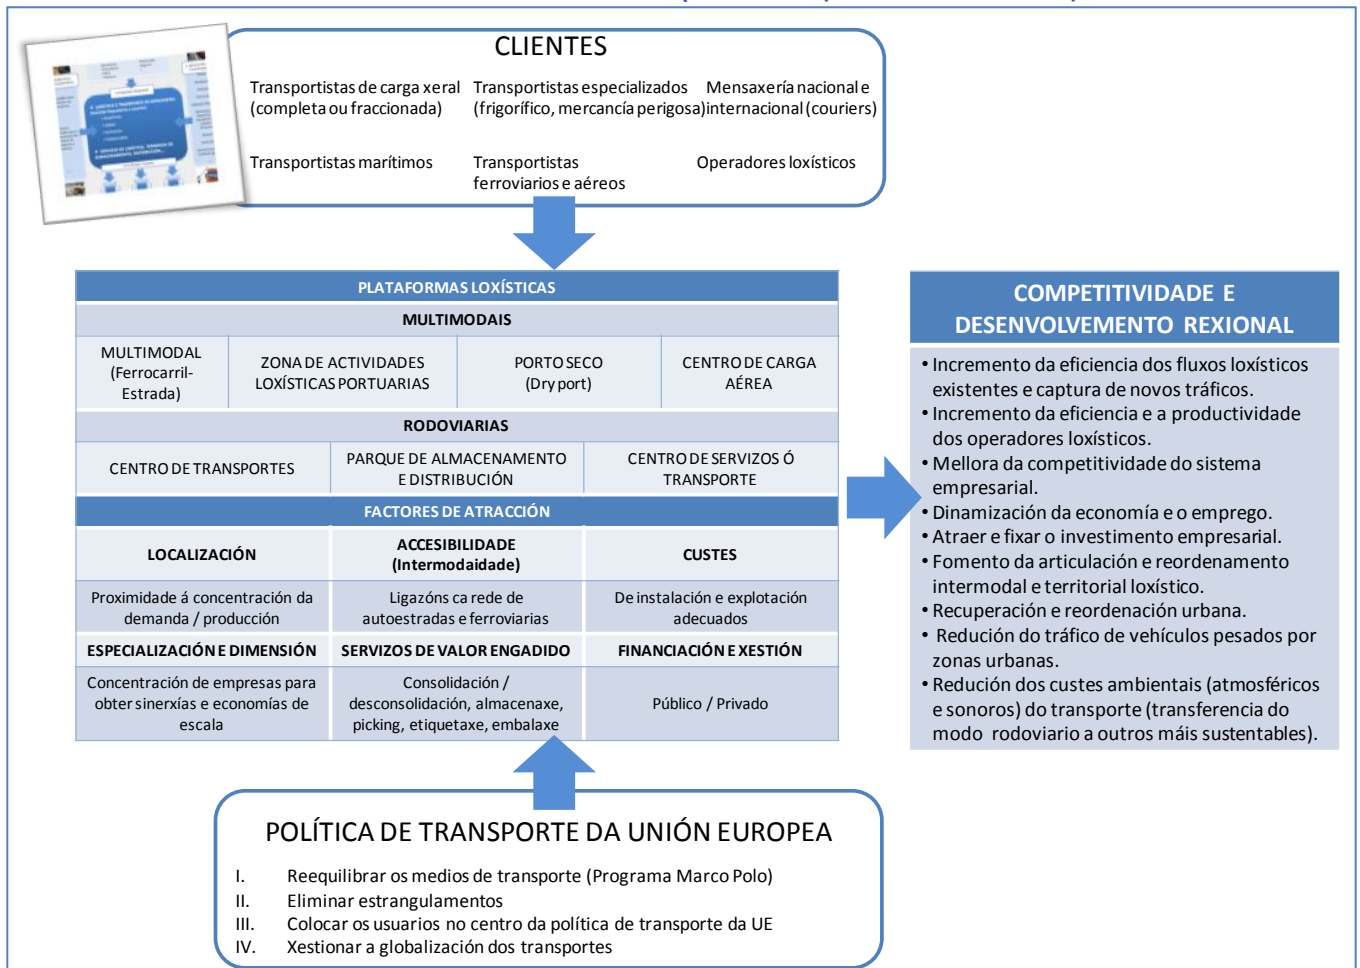 CLIENTES
Transportistas de carga xeral
(completa ou fraccionada)
Transportistas especializados
(frigorífico, mercancía perigosa)
Mensaxería nacional e
internacional (couriers)
Transportistas marítimos
Transportistas
ferroviarios e aéreos
Operadores loxísticos
PLATAFORMAS LOXÍSTICAS
MULTIMODAIS
MULTIMODAL
(Ferrocarril-
Estrada)
ZONA DE ACTIVIDADES
LOXÍSTICAS PORTUARIAS
PORTO SECO
(Dry port)
CENTRO DE CARGA
AÉREA
RODOVIARIAS
CENTRO DE TRANSPORTES
PARQUE DE ALMACENAMENTO
E DISTRIBUCIÓN
CENTRO DE SERVIZOS Ó
TRANSPORTE
FACTORES DE ATRACCIÓN
LOCALIZACIÓN
ACCESIBILIDADE
(Intermodaidade)
CUSTES
Proximidade á concentración da
demanda / producción
Ligazóns ca rede de
autoestradas e ferroviarias
De instalación e explotación
adecuados
ESPECIALIZACIÓN E DIMENSIÓN
SERVIZOS DE VALOR ENGADIDO
FINANCIACIÓN E XESTIÓN
Concentración de empresas para
obter sinerxías e economías de
escala
Consolidación /
desconsolidación, almacenaxe,
picking, etiquetaxe, embalaxe
Público / Privado
COMPETITIVIDADE E
DESENVOLVEMENTO REXIONAL
• Incremento da eficiencia dos fluxos loxísticos
existentes e captura de novos tráficos.
• Incremento da eficiencia e a productividade
dos operadores loxísticos.
• Mellora da competitividade do sistema
empresarial.
• Dinamización da economía e o emprego.
• Atraer e fixar o investimento empresarial.
• Fomento da articulación e reordenamento
intermodal e territorial loxístico.
• Recuperación e reordenación urbana.
• Redución do tráfico de vehículos pesados por
zonas urbanas.
• Redución dos custes ambientais (atmosféricos
e sonoros) do transporte (transferencia do
modo rodoviario a outros máis sustentables).
POLÍTICA DE TRANSPORTE DA UNIÓN EUROPEA
I. Reequilibrar os medios de transporte (Programa Marco Polo)
II. Eliminar estrangulamentos
III. Colocar os usuarios no centro da política de transporte da UE
IV. Xestionar a globalización dos transportes